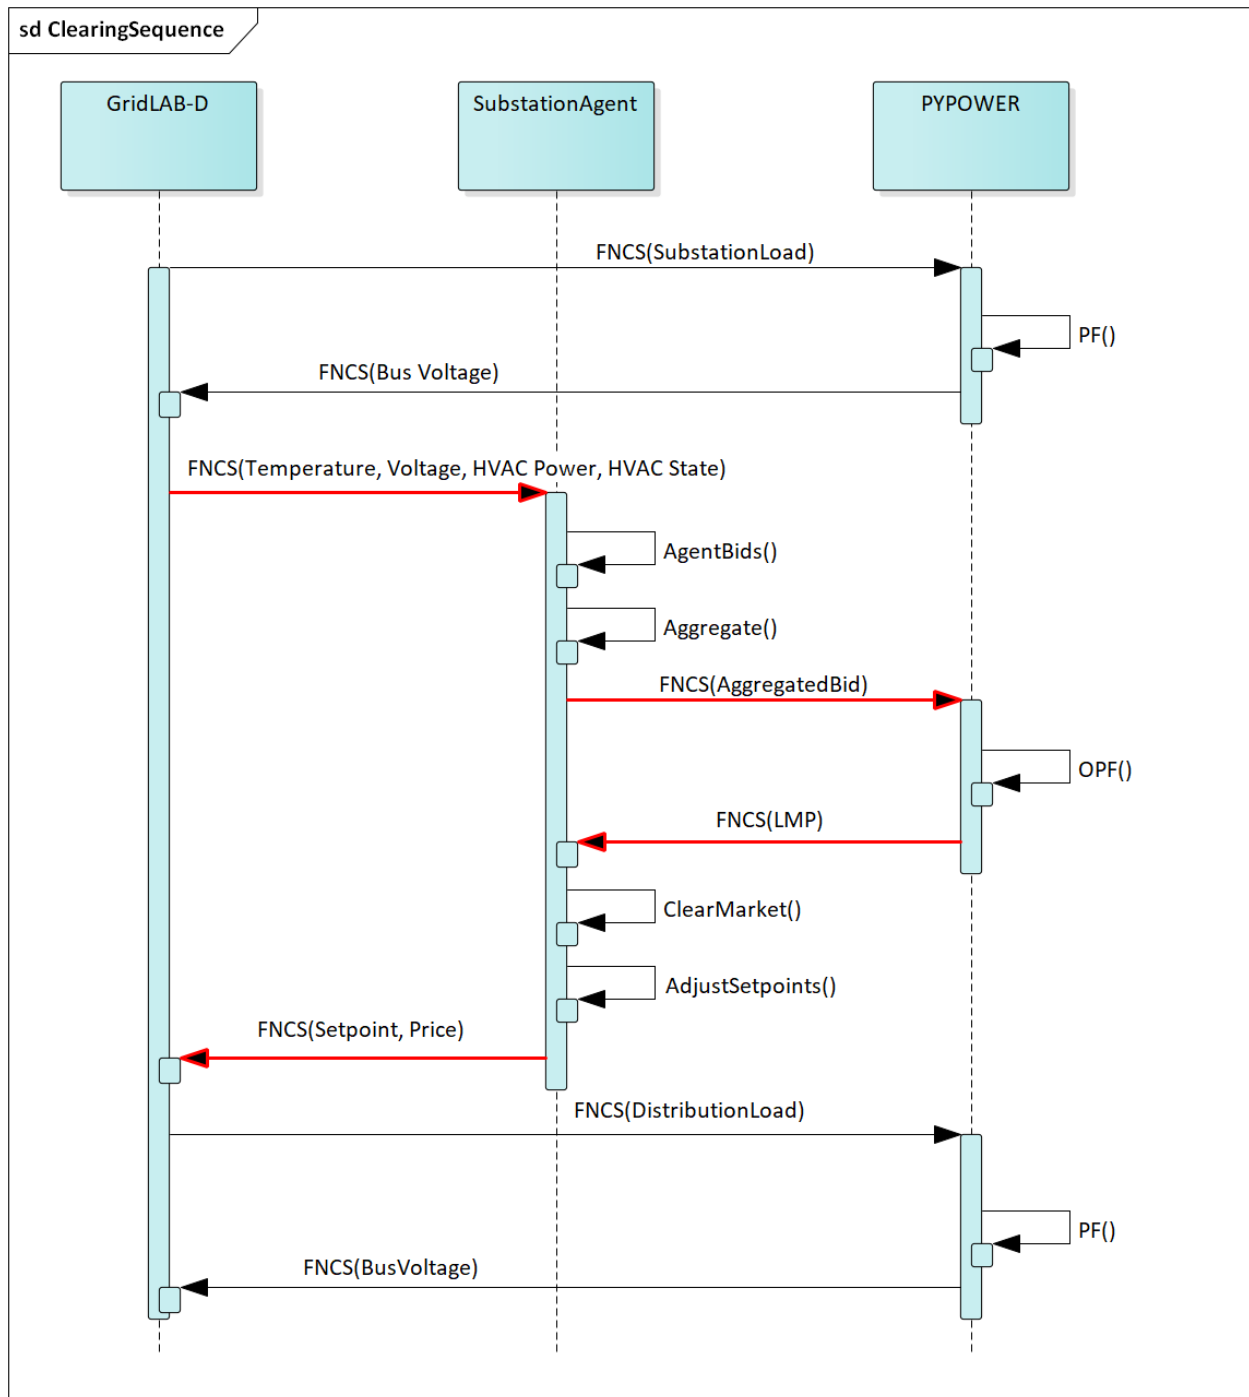 sd ClearingSequence
GridLAB-D
SubstationAgent
PYPOWER
FNCS(SubstationLoad)
PF()
FNCS(Bus Voltage)
FNCS(Temperature, Voltage, HVAC Power, HVAC State)
AgentBids()
Aggregate()
FNCS(AggregatedBid)
OPF()
FNCS(LMP)
ClearMarket()
AdjustSetpoints()
FNCS(Setpoint, Price)
FNCS(DistributionLoad)
PF()
FNCS(BusVoltage)